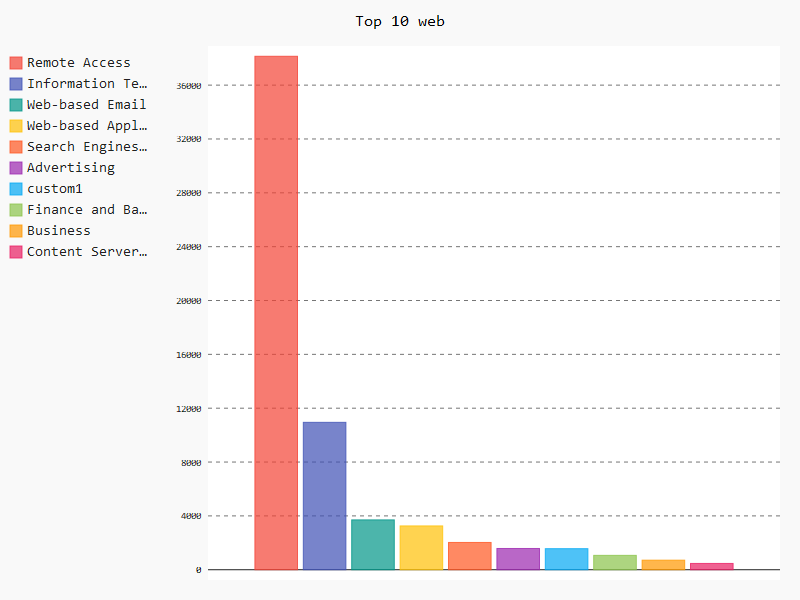 Top 10 web
Remote Access
Information Te…
Web-based Email
Web-based Appl…
Search Engines…
Advertising
custom1
Finance and Ba…
Business
Content Server…
36000
32000
28000
24000
20000
16000
12000
8000
4000
0